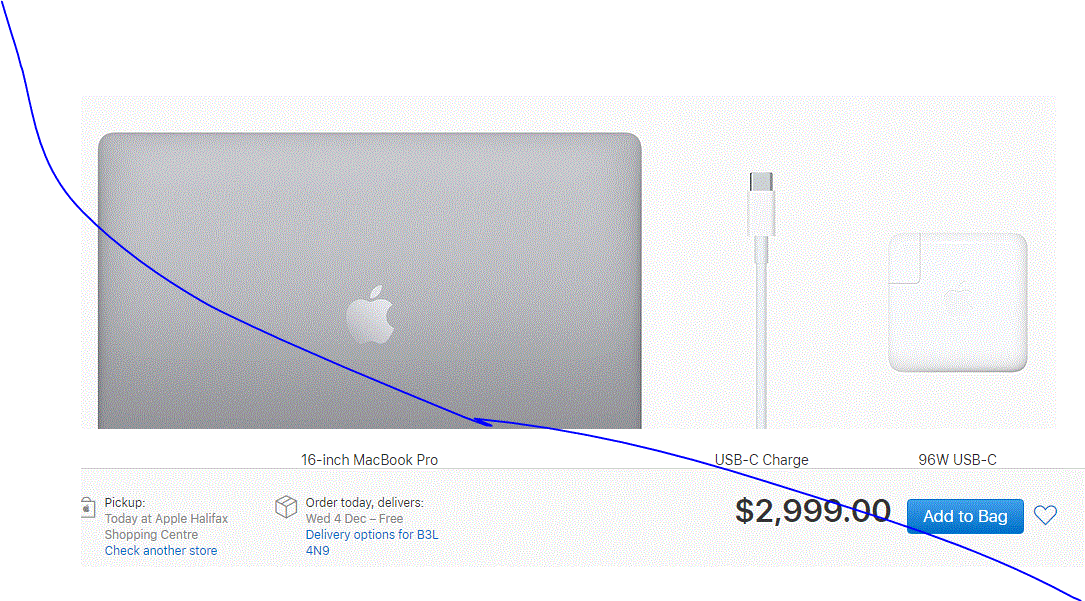 16-inch MacBook Pro
USB-C Charge
96W USB-C
Pickup:
Today at Apple Halifax
Shopping Centre
Check another store
Order today, delivers:
Wed 4 Dec – Free
Delivery options for B3L
4N9
$2,999.00
Add to Bag